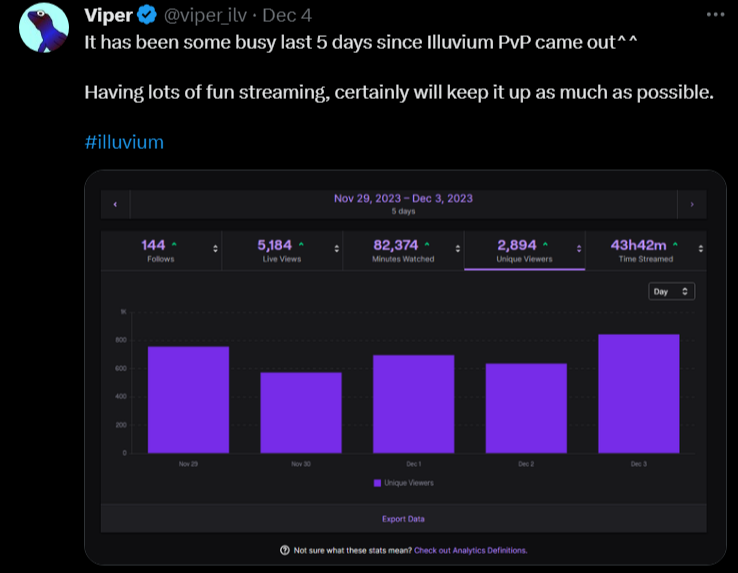 Viper @viper_ilv · Dec 4
It has been some busy last 5 days since Illuvium PvP came out^^
Having lots of fun streaming, certainly will keep it up as much as possible.
#illuvium
Nov 29, 2023 – Dec 3, 2023
5 days
144 5,184 82,374 2,894 43h42m
Follows Live Views Minutes Watched Unique Viewers Time Streamed
Day
1K
800
600
400
200
0
Nov 29 Nov 30 Dec 1 Dec 2 Dec 3
Unique Viewers
Export Data
Not sure what these stats mean? Check out Analytics Definitions.